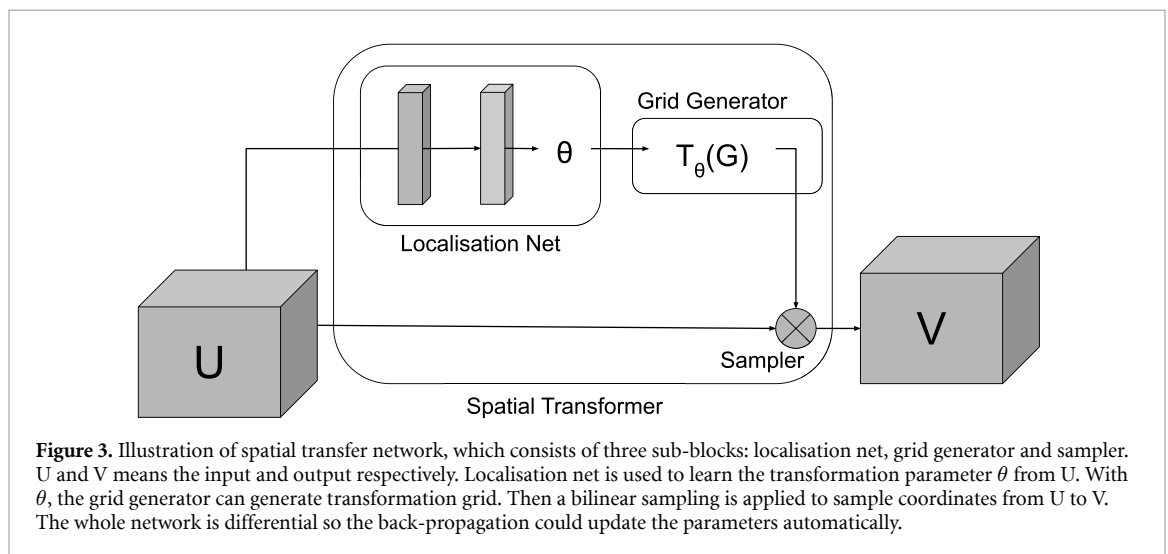 Grid Generator
θ
Tθ(G)
Localisation Net
U
V
Sampler
Spatial Transformer
Figure 3. Illustration of spatial transfer network, which consists of three sub-blocks: localisation net, grid generator and sampler.
U and V means the input and output respectively. Localisation net is used to learn the transformation parameter θ from U. With
θ, the grid generator can generate transformation grid. Then a bilinear sampling is applied to sample coordinates from U to V.
The whole network is differential so the back-propagation could update the parameters automatically.